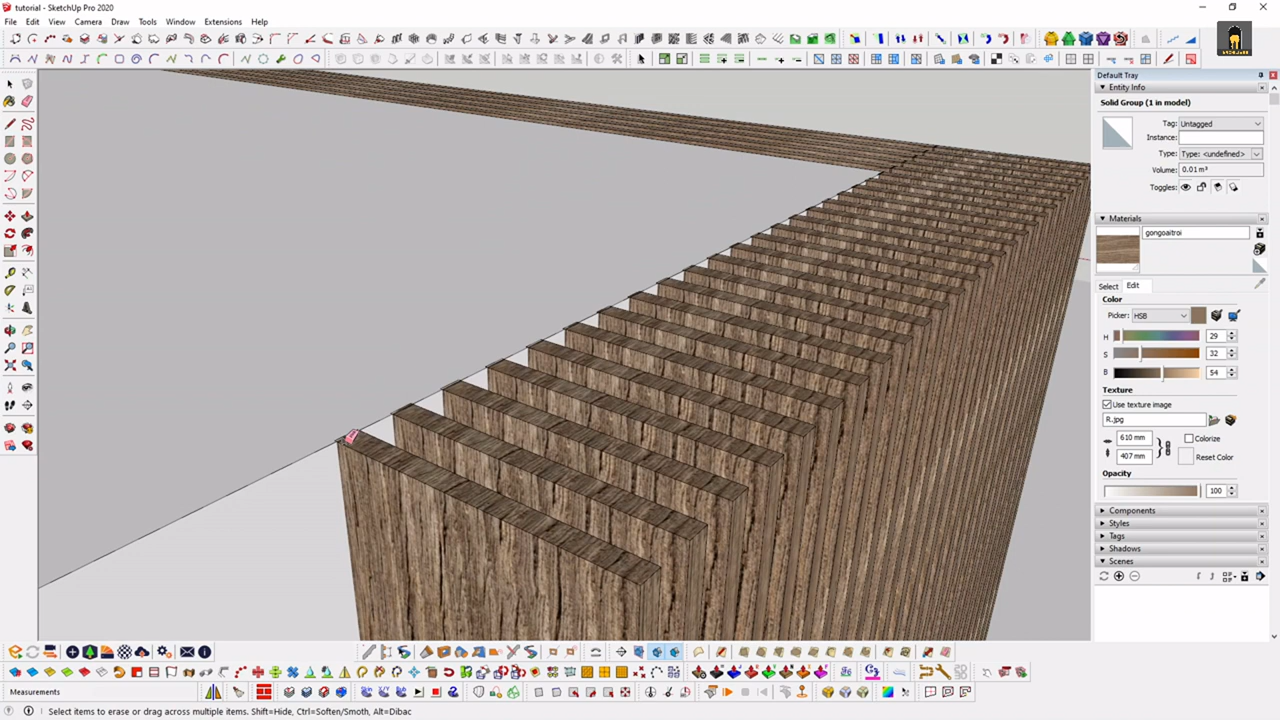 tutorial - SketchUp Pro 2020
File Edit View Camera Draw Tools Window Extensions Help
Default Tray
Entity Info
Solid Group (1 in model)
Tag: Untagged
Instance:
Type: Type: <undefined>
Volume: 0.01 m³
Toggles:
Materials
gongoaitroi
Select Edit
Color
Picker: HSB
H 29
S 32
B 54
Texture
Use texture image
R.jpg
610 mm
Colorize
407 mm
Reset Color
Opacity
100
Components
Styles
Tags
Shadows
Scenes
Measurements
Select items to erase or drag across multiple items. Shift=Hide, Ctrl=Soften/Smoth, Alt=Dibac